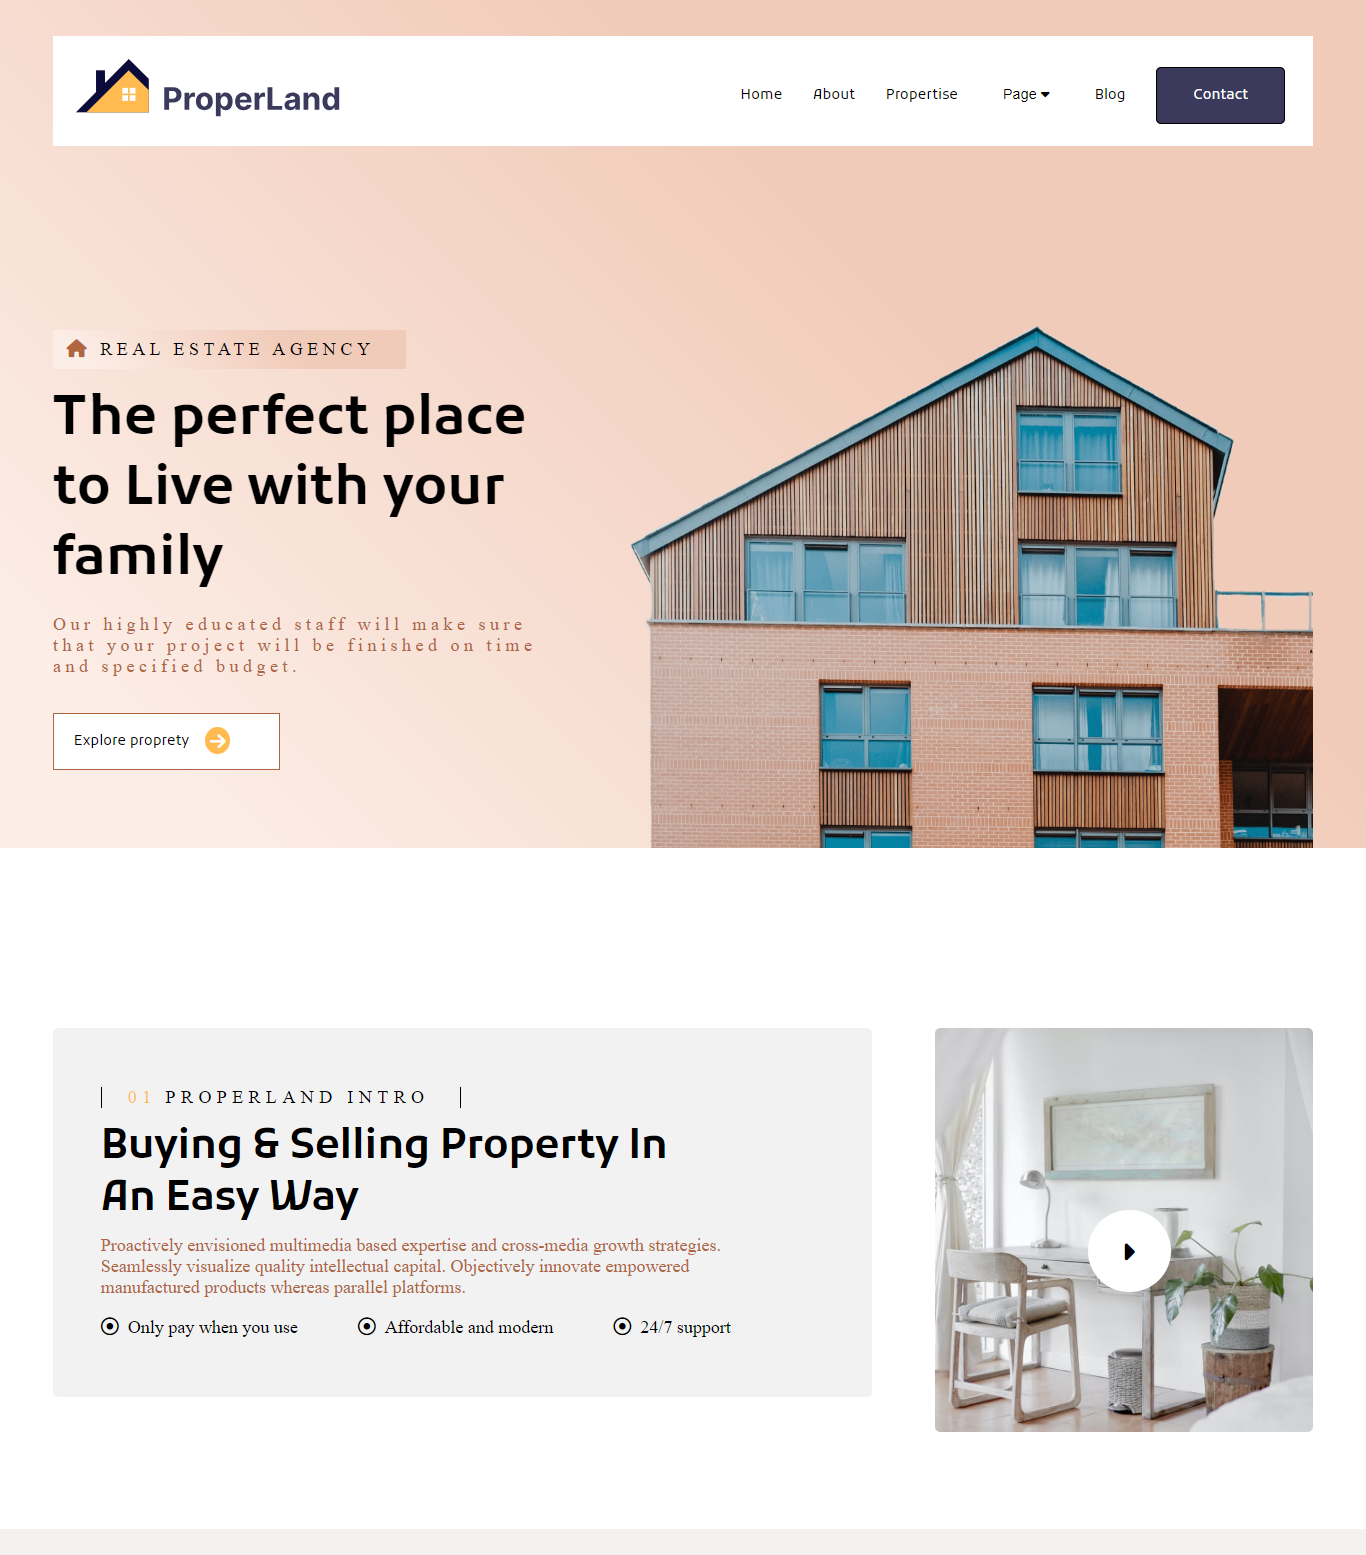 ProperLand
Home About Propertise Page Blog Contact
REAL ESTATE AGENCY
The perfect place
to Live with your
family
Our highly educated staff will make sure
that your project will be finished on time
and specified budget.
Explore proprety
01 PROPERLAND INTRO
Buying & Selling Property In
An Easy Way
Proactively envisioned multimedia based expertise and cross-media growth strategies.
Seamlessly visualize quality intellectual capital. Objectively innovate empowered
manufactured products whereas parallel platforms.
Only pay when you use Affordable and modern 24/7 support